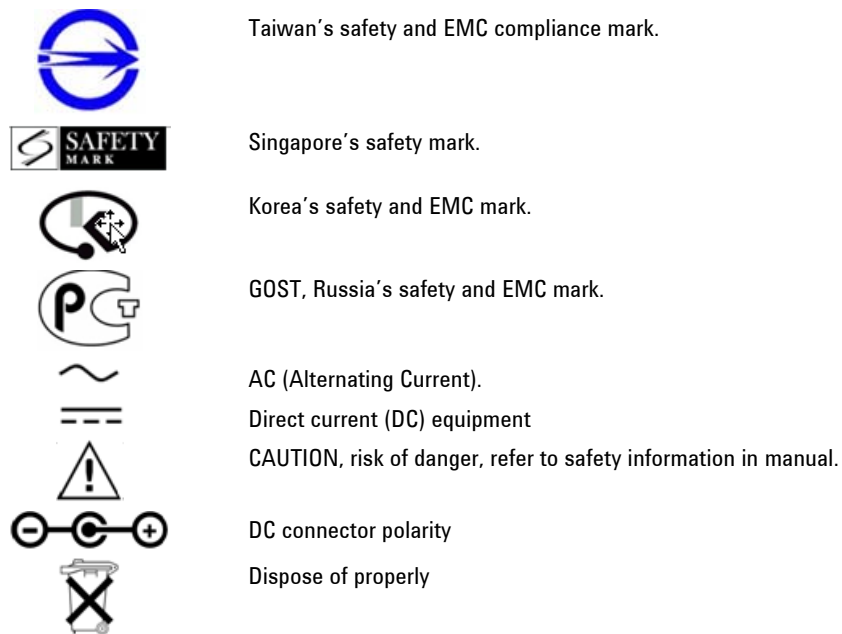 Taiwan's safety and EMC compliance mark.
SAFETY
MARK
Singapore's safety mark.
Korea's safety and EMC mark.
PCT
GOST, Russia's safety and EMC mark.
AC (Alternating Current).
Direct current (DC) equipment
CAUTION, risk of danger, refer to safety information in manual.
DC connector polarity
Dispose of properly